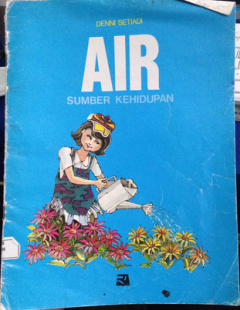 DENNI SETIADI
AIR
SUMBER KEHIDUPAN